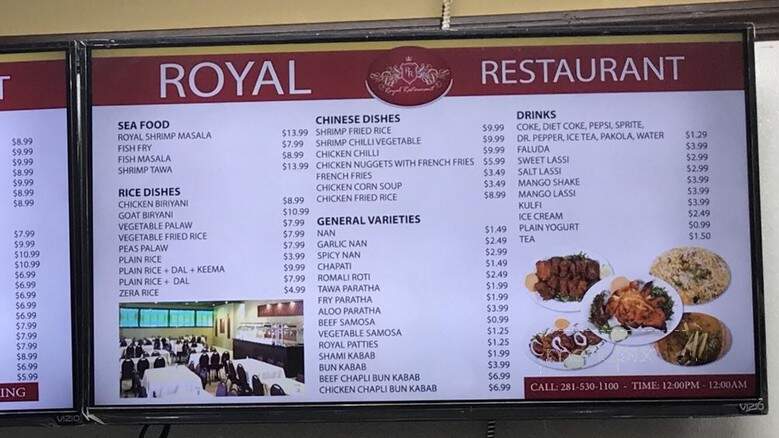 T
$8.99
$7.99
$9.99
$8.99
$9.99
$9.99
$8.99
$7.99
$9.99
$10.99
$10.99
$6.99
$6.99
$6.99
$6.99
$7.99
$7.99
$7.99
$8.99
$6.99
$5.99
ING
VIZIO
ROYAL RESTAURANT
Royal Restaurant
SEA FOOD
ROYAL SHRIMP MASALA $13.99
FISH FRY $7.99
FISH MASALA $8.99
SHRIMP TAWA $13.99
RICE DISHES
CHICKEN BIRIYANI $8.99
GOAT BIRYANI $10.99
VEGETABLE PALAW $7.99
VEGETABLE FRIED RICE $7.99
PEAS PALAW $7.99
PLAIN RICE $3.99
PLAIN RICE + DAL + KEEMA $9.99
PLAIN RICE + DAL $7.99
ZERA RICE $4.99
CHINESE DISHES
SHRIMP FRIED RICE $9.99
SHRIMP CHILLI VEGETABLE $9.99
CHICKEN CHILLI $9.99
CHICKEN NUGGETS WITH FRENCH FRIES $5.99
FRENCH FRIES $3.49
CHICKEN CORN SOUP $3.49
CHICKEN FRIED RICE $8.99
GENERAL VARIETIES
NAN $1.49
GARLIC NAN $2.49
SPICY NAN $2.99
CHAPATI $1.49
ROMALI ROTI $2.49
TAWA PARATHA $1.99
FRY PARATHA $1.99
ALOO PARATHA $3.99
BEEF SAMOSA $0.99
VEGETABLE SAMOSA $1.25
ROYAL PATTIES $1.25
SHAMI KABAB $1.99
BUN KABAB $3.99
BEEF CHAPLI BUN KABAB $6.99
CHICKEN CHAPLI BUN KABAB $6.99
DRINKS
COKE, DIET COKE, PEPSI, SPRITE,
DR. PEPPER, ICE TEA, PAKOLA, WATER $1.29
FALUDA $3.99
SWEET LASSI $2.99
SALT LASSI $2.99
MANGO SHAKE $3.99
MANGO LASSI $3.99
KULFI $3.99
ICE CREAM $2.49
PLAIN YOGURT $0.99
TEA $1.50
CALL: 281-530-1100 - TIME: 12:00PM - 12:00AM
VIZIO